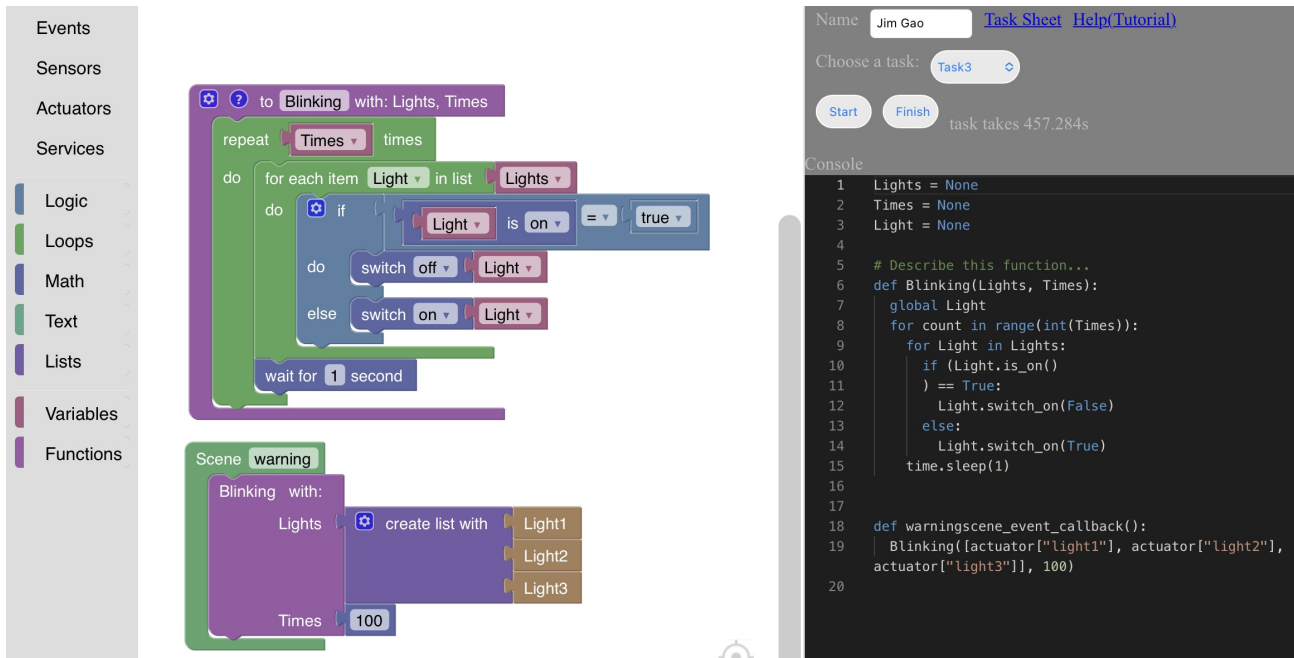 Events
Sensors
Actuators
Services
Logic
Loops
Math
Text
Lists
Variables
Functions
? to Blinking with: Lights, Times
repeat Times times
do for each item Light in list Lights
do if Light is on = true
do switch off Light
else switch on Light
wait for 1 second
Scene warning
Blinking with:
Lights create list with Light1
Light2
Light3
Times 100
Name Jim Gao Task Sheet Help(Tutorial)
Choose a task: Task3
Start Finish task takes 457.284s
Console
1 Lights = None
2 Times = None
3 Light = None
4
5 # Describe this function...
6 def Blinking(Lights, Times):
7 global Light
8 for count in range(int(Times)):
9 for Light in Lights:
10 if (Light.is_on()
11 ) == True:
12 Light.switch_on(False)
13 else:
14 Light.switch_on(True)
15 time.sleep(1)
16
17
18 def warningscene_event_callback():
19 Blinking([actuator["light1"], actuator["light2"],
actuator["light3"]], 100)
20